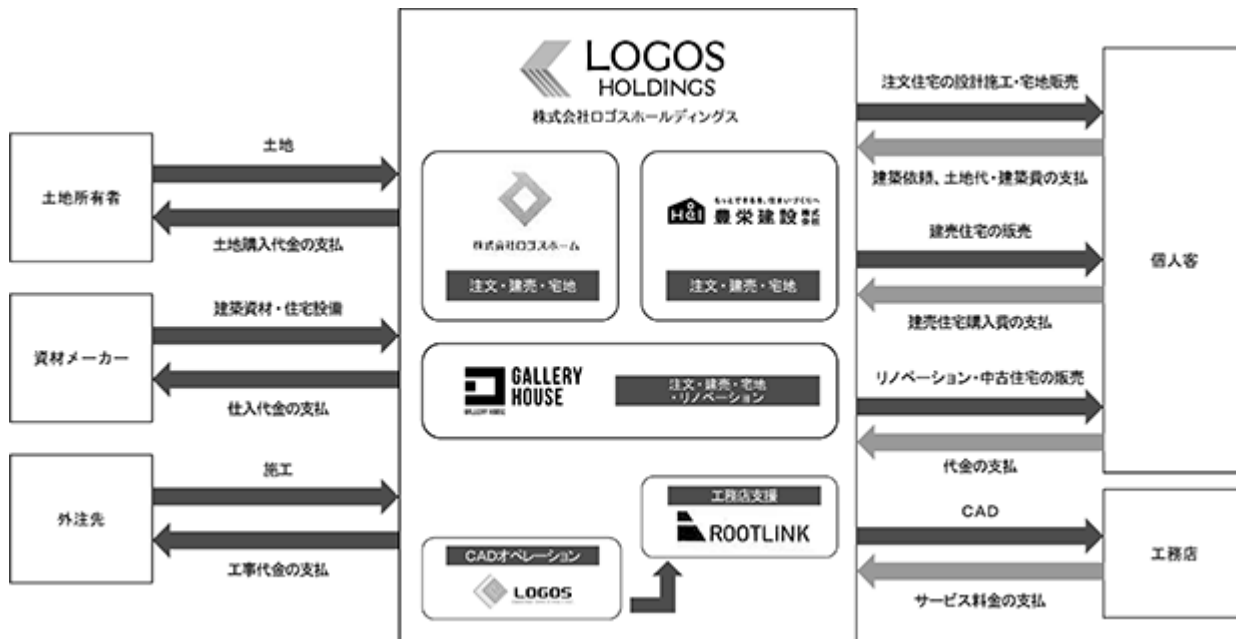 LOGOS
HOLDINGS
株式会社ロゴスホールディングス
土地所有者
土地
土地購入代金の支払
資材メーカー
建築資材・住宅設備
仕入代金の支払
外注先
施工
工事代金の支払
株式会社ロゴスホーム
注文・建売・宅地
H&I
豊栄建設株式会社
注文・建売・宅地
GALLERY
HOUSE
GALLERY HOUSE
注文・建売・宅地
・リノベーション
CADオペレーション
LOGOS
工務店支援
ROOTLINK
注文住宅の設計施工・宅地販売
建築依頼、土地代・建築費の支払
建売住宅の販売
建売住宅購入費の支払
リノベーション・中古住宅の販売
代金の支払
個人客
CAD
サービス料金の支払
工務店